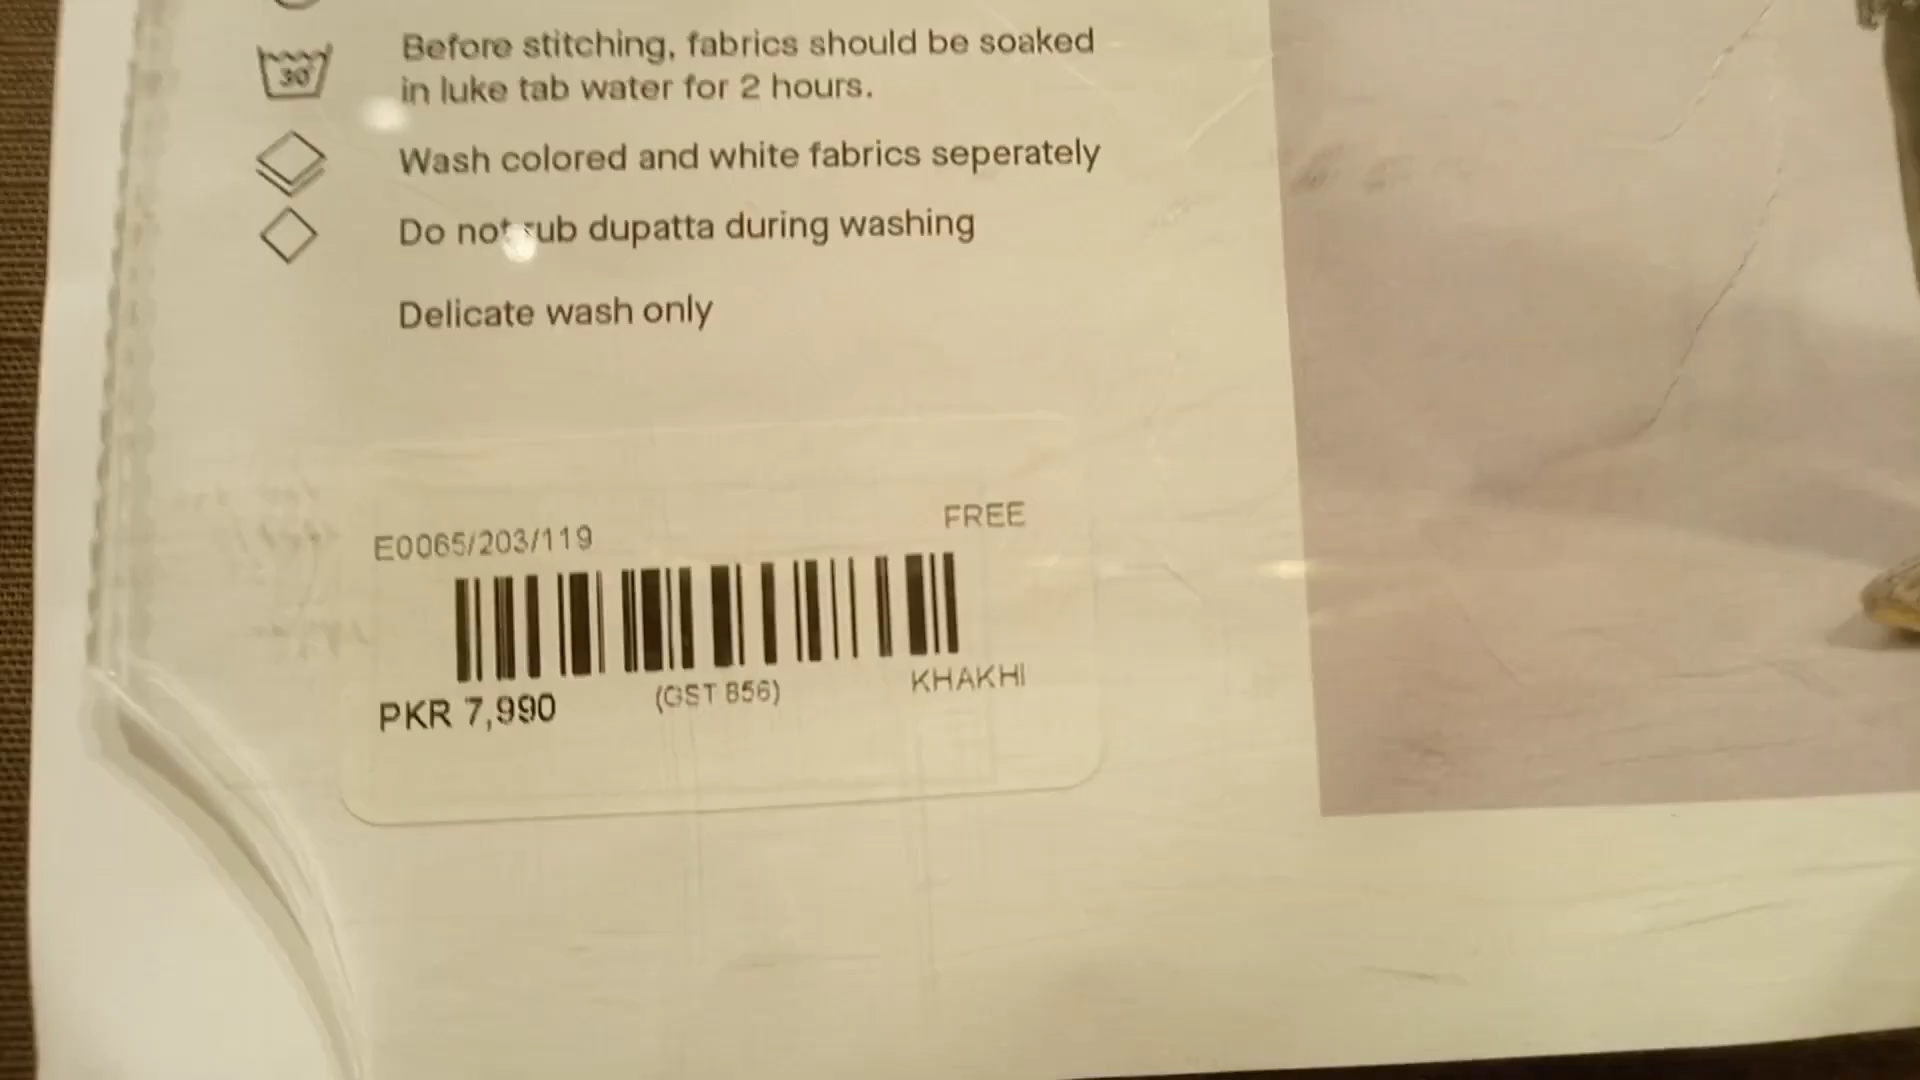 30
Before stitching, fabrics should be soaked
in luke tab water for 2 hours.
Wash colored and white fabrics seperately
Do not rub dupatta during washing
Delicate wash only
E0065/203/119
FREE
PKR 7,990
(GST 856)
KHAKHI